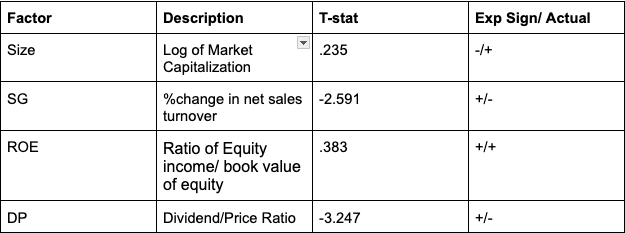 Factor Description T-stat Exp Sign/ Actual
Size Log of Market .235 -/+
Capitalization
SG %change in net sales -2.591 +/-
turnover
ROE Ratio of Equity .383 +/+
income/ book value
of equity
DP Dividend/Price Ratio -3.247 +/-